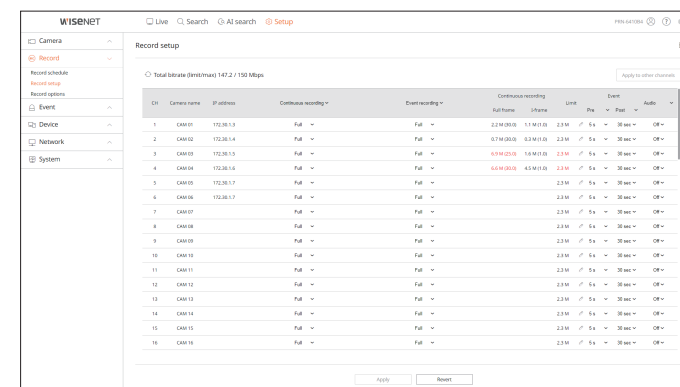 WISENET
Live Search AI search Setup
PRN-6410B4
Camera
Record
Record schedule
Record setup
Record options
Event
Device
Network
System
Record setup
Total bitrate (limit/max) 147.2 / 150 Mbps
Apply to other channels
CH Camera name IP address Continuous recording Event recording Continuous recording Limit Event Audio
Full frame I-frame Pre Post
1 CAM 01 172.30.1.3 Full Full 2.2 M (30.0) 1.1 M (1.0) 2.3 M 5 s 30 sec Off
2 CAM 02 172.30.1.4 Full Full 0.7 M (30.0) 0.3 M (1.0) 2.3 M 5 s 30 sec Off
3 CAM 03 172.30.1.5 Full Full 6.9 M (25.0) 1.6 M (1.0) 2.3 M 5 s 30 sec Off
4 CAM 04 172.30.1.6 Full Full 6.6 M (30.0) 4.5 M (1.0) 2.3 M 5 s 30 sec Off
5 CAM 05 172.30.1.7 Full Full 2.3 M 5 s 30 sec Off
6 CAM 06 172.30.1.7 Full Full 2.3 M 5 s 30 sec Off
7 CAM 07 Full Full 2.3 M 5 s 30 sec Off
8 CAM 08 Full Full 2.3 M 5 s 30 sec Off
9 CAM 09 Full Full 2.3 M 5 s 30 sec Off
10 CAM 10 Full Full 2.3 M 5 s 30 sec Off
11 CAM 11 Full Full 2.3 M 5 s 30 sec Off
12 CAM 12 Full Full 2.3 M 5 s 30 sec Off
13 CAM 13 Full Full 2.3 M 5 s 30 sec Off
14 CAM 14 Full Full 2.3 M 5 s 30 sec Off
15 CAM 15 Full Full 2.3 M 5 s 30 sec Off
16 CAM 16 Full Full 2.3 M 5 s 30 sec Off
Apply Revert